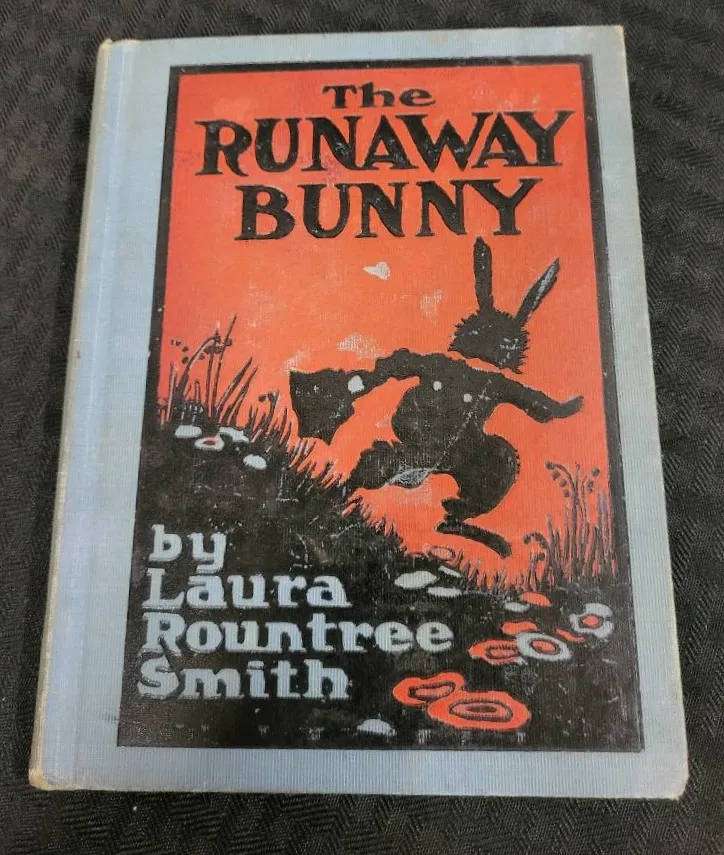 The
RUNAWAY
BUNNY
by
Laura
Rountree
Smith